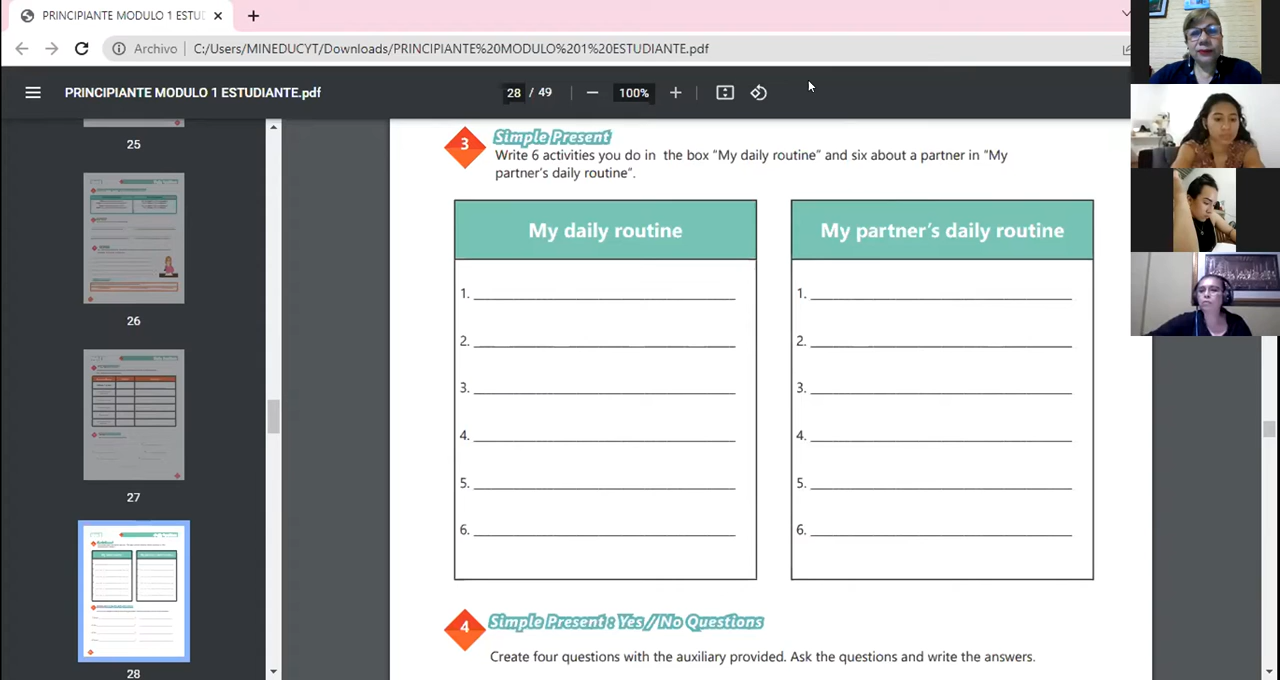 PRINCIPIANTE MODULO 1 ESTU
Archivo
C:/Users/MINEDUCYT/Downloads/PRINCIPIANTE%20MODULO%201%20ESTUDIANTE.pdf
PRINCIPIANTE MODULO 1 ESTUDIANTE.pdf
28 / 49
100%
25
26
27
28
3
Simple Present
Write 6 activities you do in the box "My daily routine" and six about a partner in "My
partner's daily routine".
My daily routine
1.
2.
3.
4.
5.
6.
My partner's daily routine
1.
2.
3.
4.
5.
6.
4
Simple Present : Yes / No Questions
Create four questions with the auxiliary provided. Ask the questions and write the answers.